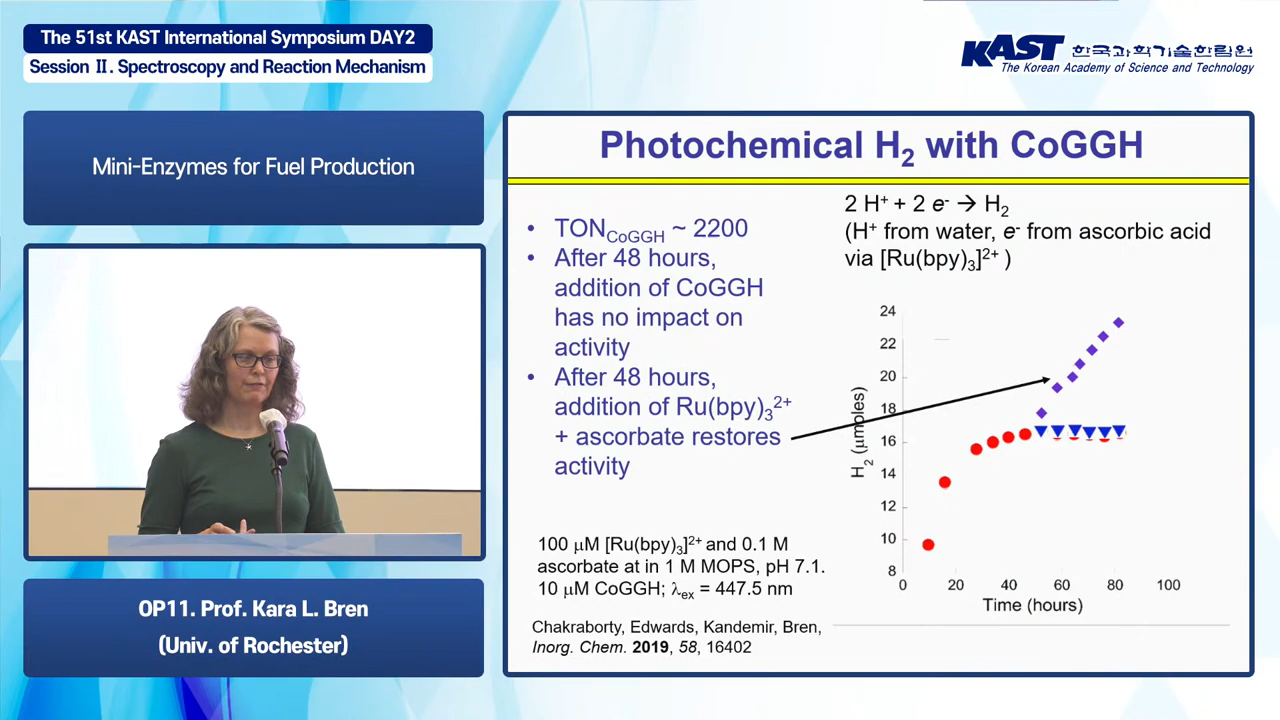 The 51st KAST International Symposium DAY2
Session Ⅱ. Spectroscopy and Reaction Mechanism
KAST 한국과학기술한림원
The Korean Academy of Science and Technology
Mini-Enzymes for Fuel Production
OP11. Prof. Kara L. Bren
(Univ. of Rochester)
Photochemical H₂ with CoGGH
• TON_CoGGH ~ 2200
• After 48 hours,
addition of CoGGH
has no impact on
activity
• After 48 hours,
addition of Ru(bpy)₃²⁺
+ ascorbate restores
activity
2 H⁺ + 2 e⁻ → H₂
(H⁺ from water, e⁻ from ascorbic acid
via [Ru(bpy)₃]²⁺ )
24
22
20
18
16
14
12
10
8
H₂ (μmoles)
0 20 40 60 80 100
Time (hours)
100 μM [Ru(bpy)₃]²⁺ and 0.1 M
ascorbate at in 1 M MOPS, pH 7.1.
10 μM CoGGH; λex = 447.5 nm
Chakraborty, Edwards, Kandemir, Bren,
Inorg. Chem. 2019, 58, 16402